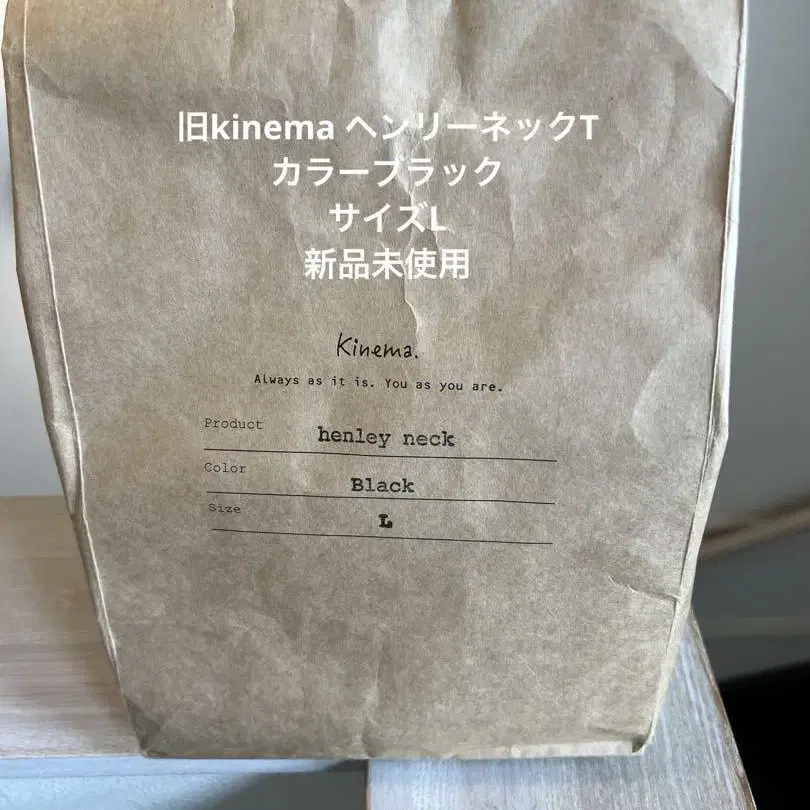 旧kinema ヘンリーネックT
カラーブラック
サイズL
新品未使用
Kinema.
Always as it is. You as you are.
Product henley neck
Color Black
Size L